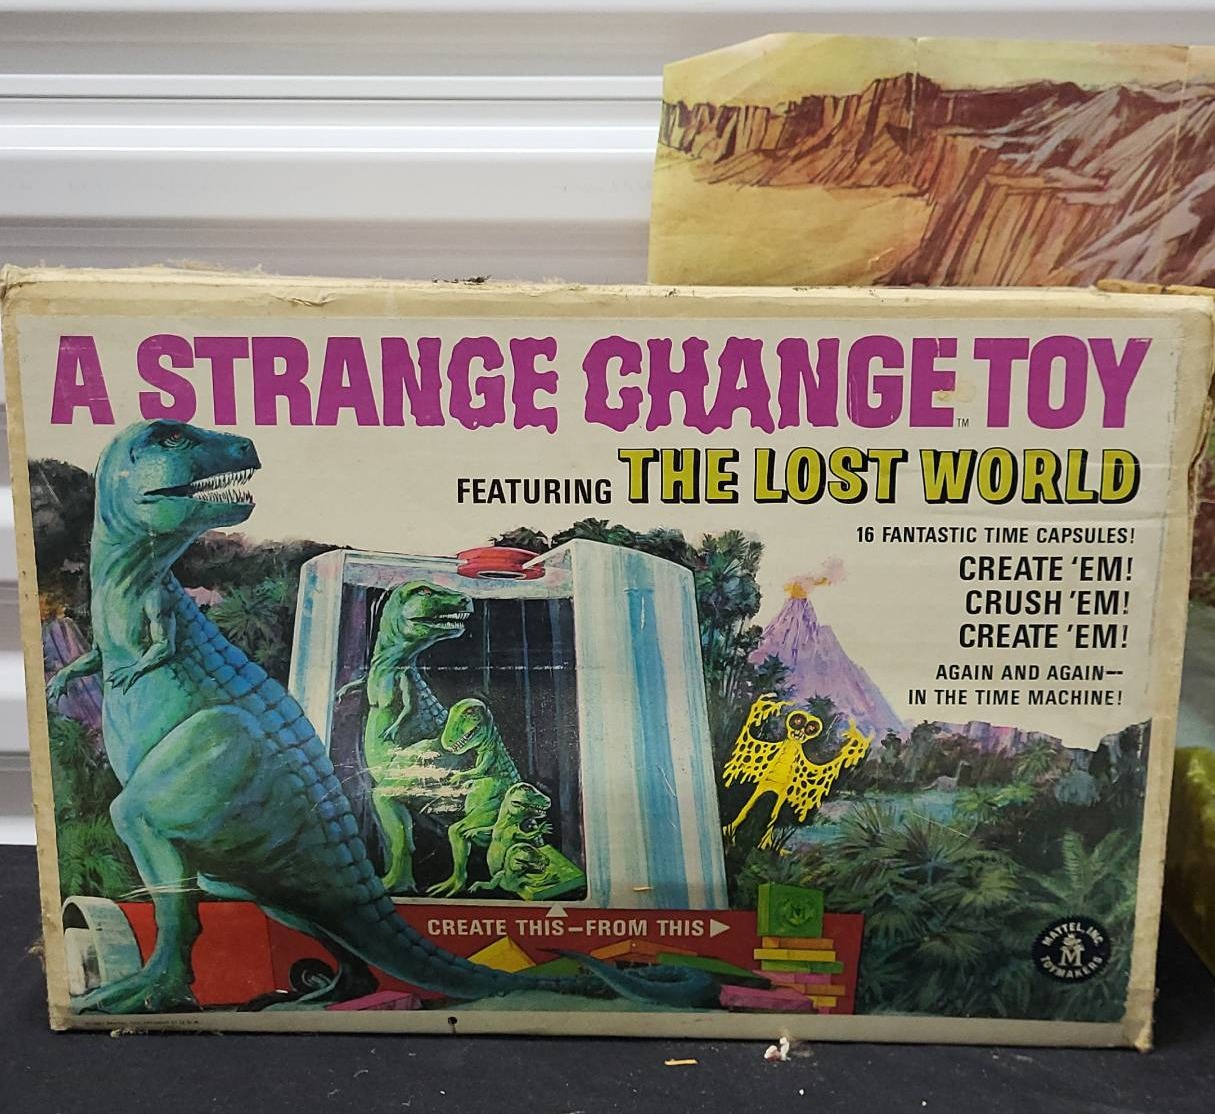 A STRANGE CHANGE TOY
TM
FEATURING THE LOST WORLD
16 FANTASTIC TIME CAPSULES!
CREATE 'EM!
CRUSH 'EM!
CREATE 'EM!
AGAIN AND AGAIN--
IN THE TIME MACHINE!
CREATE THIS—FROM THIS
MATTEL, INC.
M
TOYMAKERS